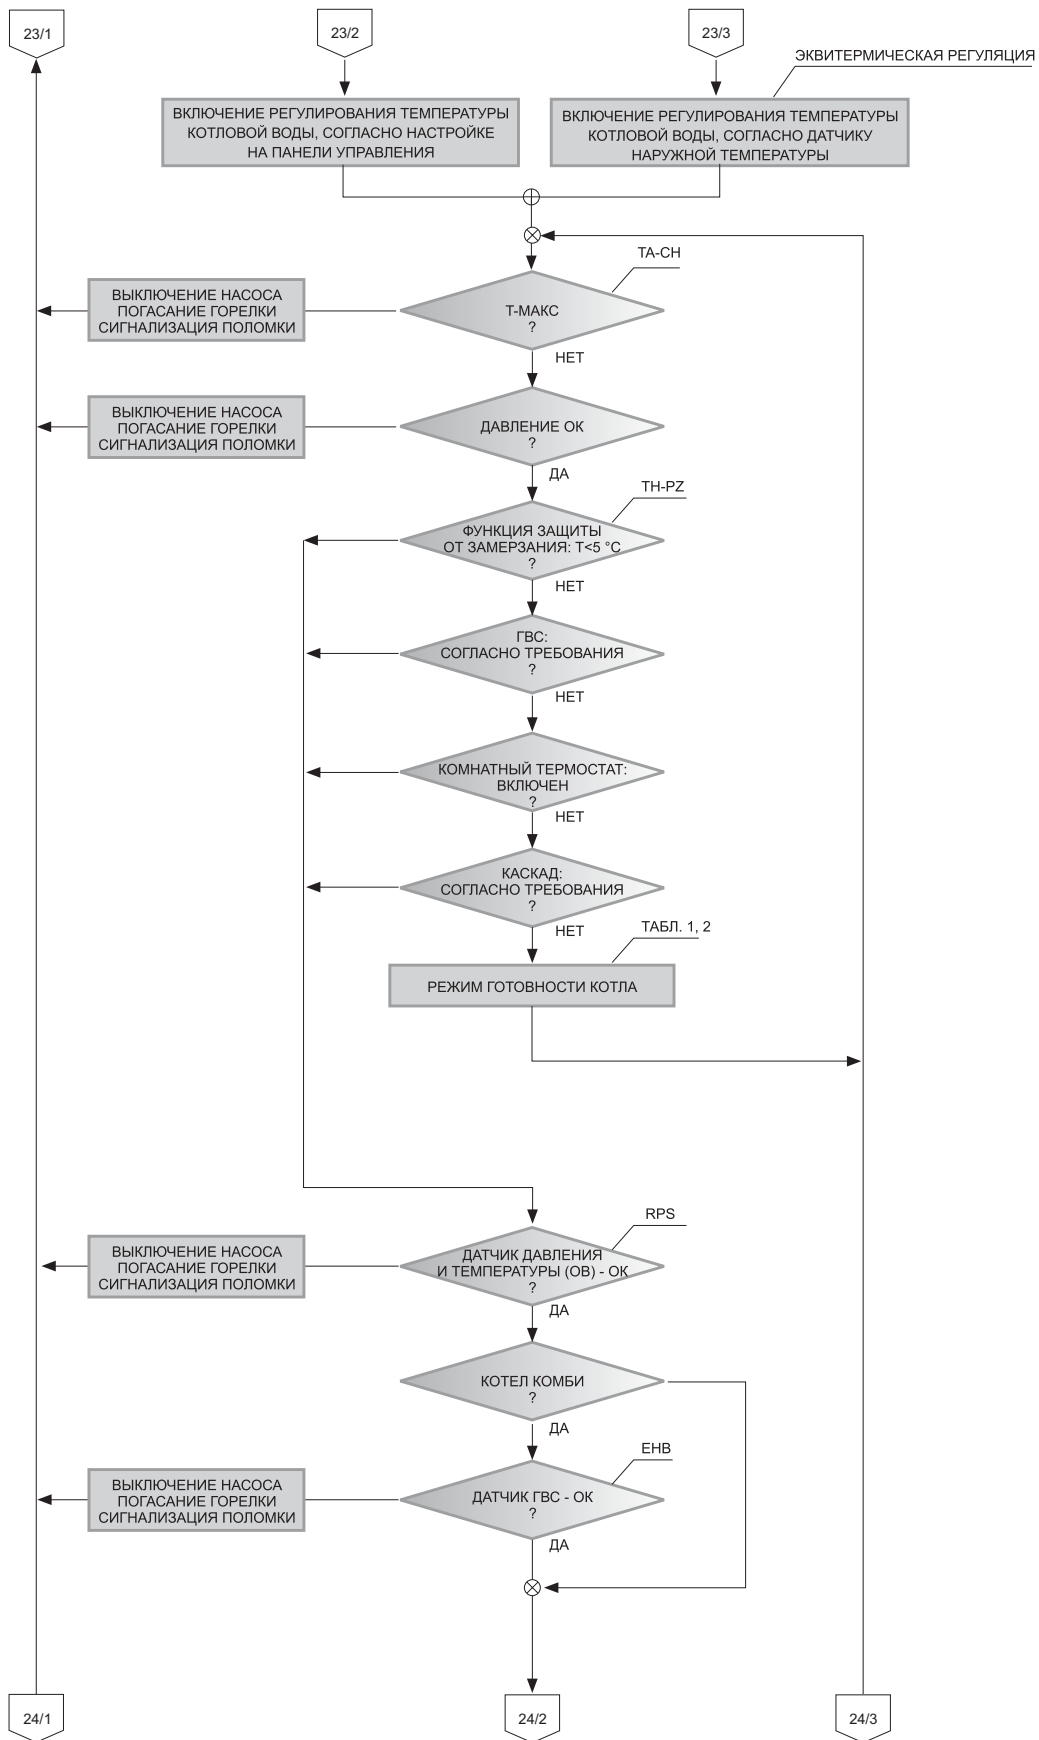 23/1
23/2
23/3
ЭКВИТЕРМИЧЕСКАЯ РЕГУЛЯЦИЯ
ВКЛЮЧЕНИЕ РЕГУЛИРОВАНИЯ ТЕМПЕРАТУРЫ
КОТЛОВОЙ ВОДЫ, СОГЛАСНО НАСТРОЙКЕ
НА ПАНЕЛИ УПРАВЛЕНИЯ
ВКЛЮЧЕНИЕ РЕГУЛИРОВАНИЯ ТЕМПЕРАТУРЫ
КОТЛОВОЙ ВОДЫ, СОГЛАСНО ДАТЧИКУ
НАРУЖНОЙ ТЕМПЕРАТУРЫ
TA-CH
ВЫКЛЮЧЕНИЕ НАСОСА
ПОГАСАНИЕ ГОРЕЛКИ
СИГНАЛИЗАЦИЯ ПОЛОМКИ
Т-МАКС
?
НЕТ
ВЫКЛЮЧЕНИЕ НАСОСА
ПОГАСАНИЕ ГОРЕЛКИ
СИГНАЛИЗАЦИЯ ПОЛОМКИ
ДАВЛЕНИЕ ОК
?
ДА
TH-PZ
ФУНКЦИЯ ЗАЩИТЫ
ОТ ЗАМЕРЗАНИЯ: Т<5 °C
?
НЕТ
ГВС:
СОГЛАСНО ТРЕБОВАНИЯ
?
НЕТ
КОМНАТНЫЙ ТЕРМОСТАТ:
ВКЛЮЧЕН
?
НЕТ
КАСКАД:
СОГЛАСНО ТРЕБОВАНИЯ
?
НЕТ
ТАБЛ. 1, 2
РЕЖИМ ГОТОВНОСТИ КОТЛА
RPS
ВЫКЛЮЧЕНИЕ НАСОСА
ПОГАСАНИЕ ГОРЕЛКИ
СИГНАЛИЗАЦИЯ ПОЛОМКИ
ДАТЧИК ДАВЛЕНИЯ
И ТЕМПЕРАТУРЫ (ОВ) - ОК
?
ДА
КОТЕЛ КОМБИ
?
ДА
EHB
ВЫКЛЮЧЕНИЕ НАСОСА
ПОГАСАНИЕ ГОРЕЛКИ
СИГНАЛИЗАЦИЯ ПОЛОМКИ
ДАТЧИК ГВС - ОК
?
ДА
24/1
24/2
24/3